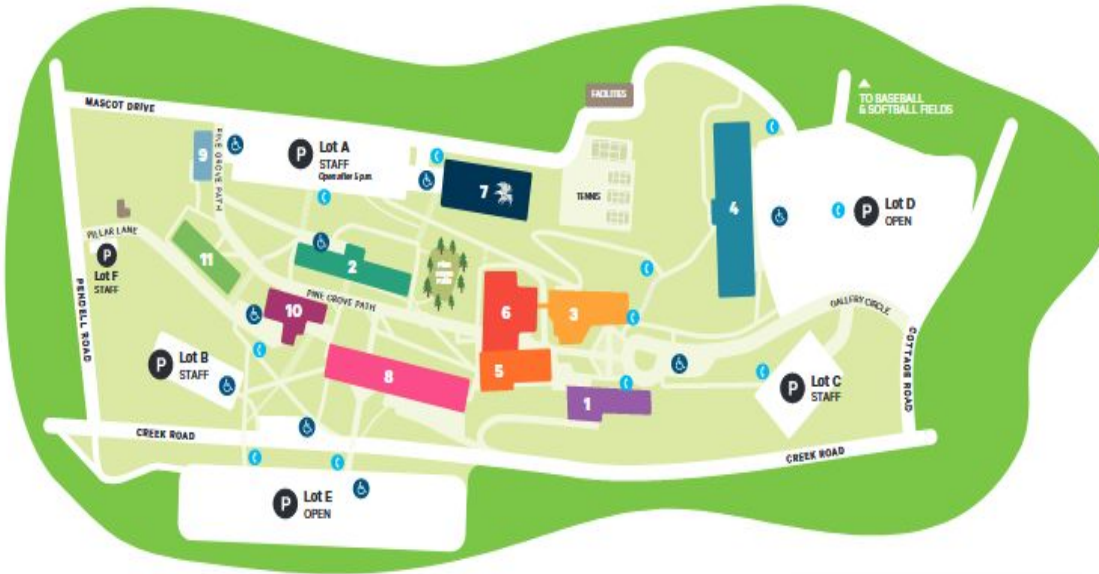 MASCOT DRIVE
FACILITIES
TO BASEBALL
& SOFTBALL FIELDS
9
PINE GROVE PATH
P
Lot A
STAFF
Open after 5 p.m.
7
TENNIS
4
P
Lot D
OPEN
PILLAR LANE
P
Lot F
STAFF
11
2
PINE GROVE PATH
10
6
3
GALLERY CIRCLE
PENDELL ROAD
P
Lot B
STAFF
8
5
1
P
Lot C
STAFF
COTTAGE ROAD
CREEK ROAD
CREEK ROAD
P
Lot E
OPEN